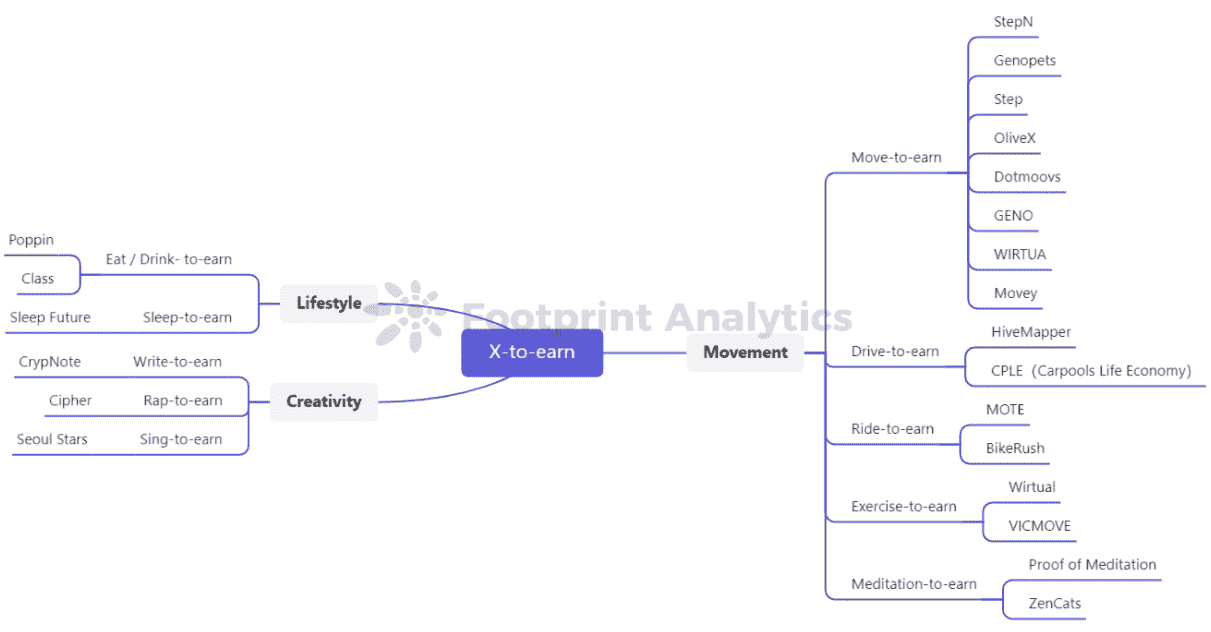 X-to-earn
Footprint Analytics
Lifestyle
Eat / Drink- to-earn
Poppin
Class
Sleep-to-earn
Sleep Future
Creativity
Write-to-earn
CrypNote
Rap-to-earn
Cipher
Sing-to-earn
Seoul Stars
Movement
Move-to-earn
StepN
Genopets
Step
OliveX
Dotmoovs
GENO
WIRTUA
Movey
Drive-to-earn
HiveMapper
CPLE（Carpools Life Economy)
Ride-to-earn
MOTE
BikeRush
Exercise-to-earn
Wirtual
VICMOVE
Meditation-to-earn
Proof of Meditation
ZenCats